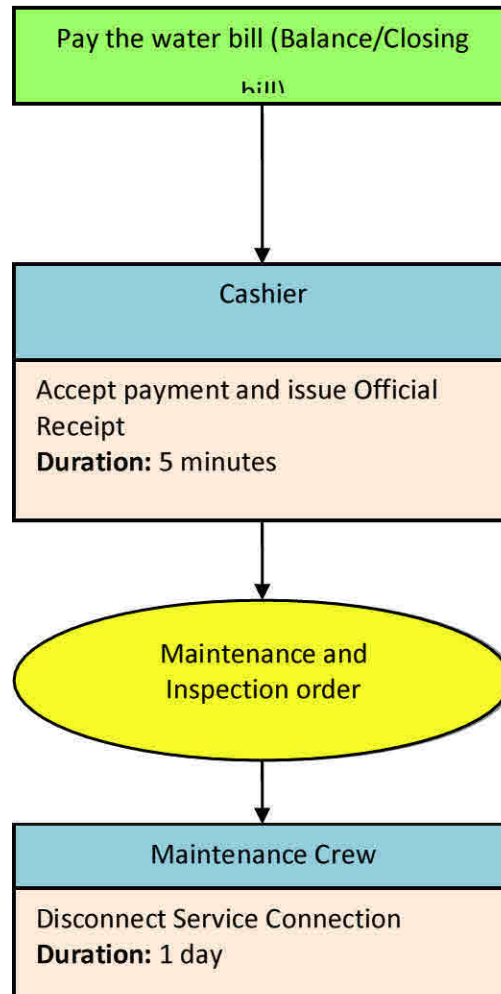 Pay the water bill (Balance/Closing
bill)
Cashier
Accept payment and issue Official
Receipt
Duration: 5 minutes
Maintenance and
Inspection order
Maintenance Crew
Disconnect Service Connection
Duration: 1 day